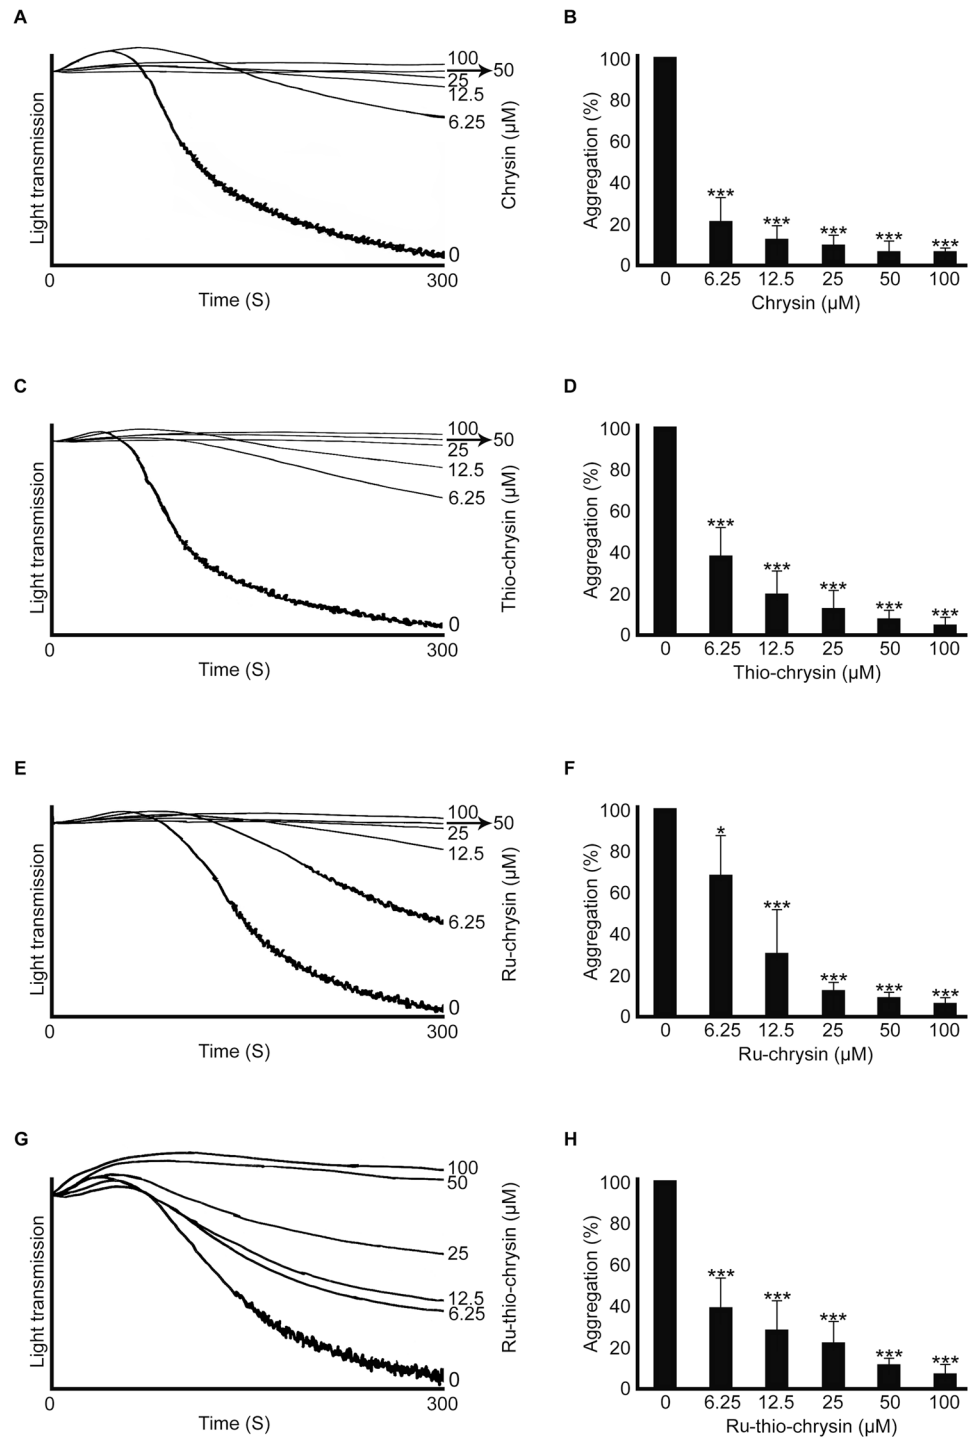 A
Light transmission
100
50
25
12.5
6.25
0
Chrysin (µM)
0
300
Time (S)
B
Aggregation (%)
100
80
60
40
20
0
***
***
***
***
***
0 6.25 12.5 25 50 100
Chrysin (µM)
C
Light transmission
100
50
25
12.5
6.25
0
Thio-chrysin (µM)
0
300
Time (S)
D
Aggregation (%)
100
80
60
40
20
0
***
***
***
***
***
0 6.25 12.5 25 50 100
Thio-chrysin (µM)
E
Light transmission
100
50
25
12.5
6.25
0
Ru-chrysin (µM)
0
300
Time (S)
F
Aggregation (%)
100
80
60
40
20
0
*
***
***
***
***
0 6.25 12.5 25 50 100
Ru-chrysin (µM)
G
Light transmission
100
50
25
12.5
6.25
0
Ru-thio-chrysin (µM)
0
300
Time (S)
H
Aggregation (%)
100
80
60
40
20
0
***
***
***
***
***
0 6.25 12.5 25 50 100
Ru-thio-chrysin (µM)